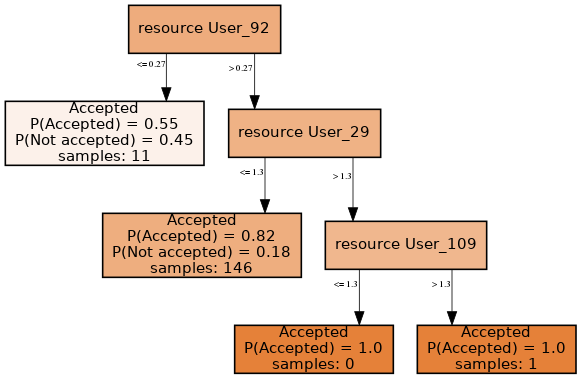 resource User_92
<=0.27
>0.27
Accepted
P(Accepted) = 0.55
P(Not accepted) = 0.45
samples: 11
resource User_29
<=1.3
>1.3
Accepted
P(Accepted) = 0.82
P(Not accepted) = 0.18
samples: 146
resource User_109
<=1.3
>1.3
Accepted
P(Accepted) = 1.0
samples: 0
Accepted
P(Accepted) = 1.0
samples: 1